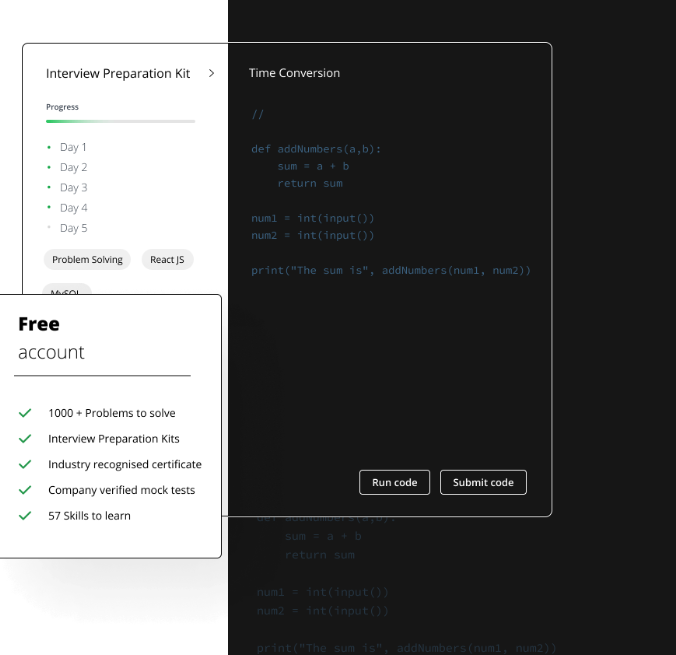 Interview Preparation Kit
Progress
Day 1
Day 2
Day 3
Day 4
Day 5
Problem Solving
React JS
MySQL
Free
account
1000 + Problems to solve
Interview Preparation Kits
Industry recognised certificate
Company verified mock tests
57 Skills to learn
Time Conversion
//
def addNumbers(a,b):
sum = a + b
return sum
num1 = int(input())
num2 = int(input())
print("The sum is", addNumbers(num1, num2))
Run code
Submit code
def addNumbers(a,b):
sum = a + b
return sum
num1 = int(input())
num2 = int(input())
print("The sum is", addNumbers(num1, num2))